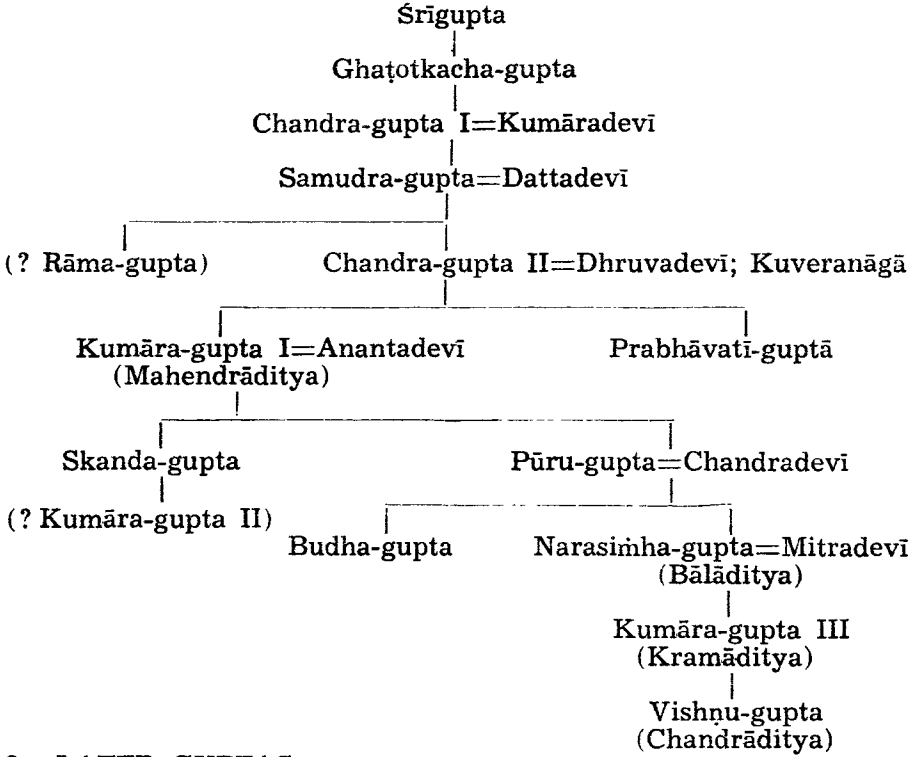 Śrīgupta
Ghaṭotkacha-gupta
Chandra-gupta I=Kumāradevī
Samudra-gupta=Dattadevī
(? Rāma-gupta) Chandra-gupta II=Dhruvadevī; Kuveranāgā
Kumāra-gupta I=Anantadevī Prabhāvatī-guptā
(Mahendrāditya)
Skanda-gupta Pūru-gupta=Chandradevī
(? Kumāra-gupta II)
Budha-gupta Narasiṁha-gupta=Mitradevī
(Bālāditya)
Kumāra-gupta III
(Kramāditya)
Vishṇu-gupta
(Chandrāditya)